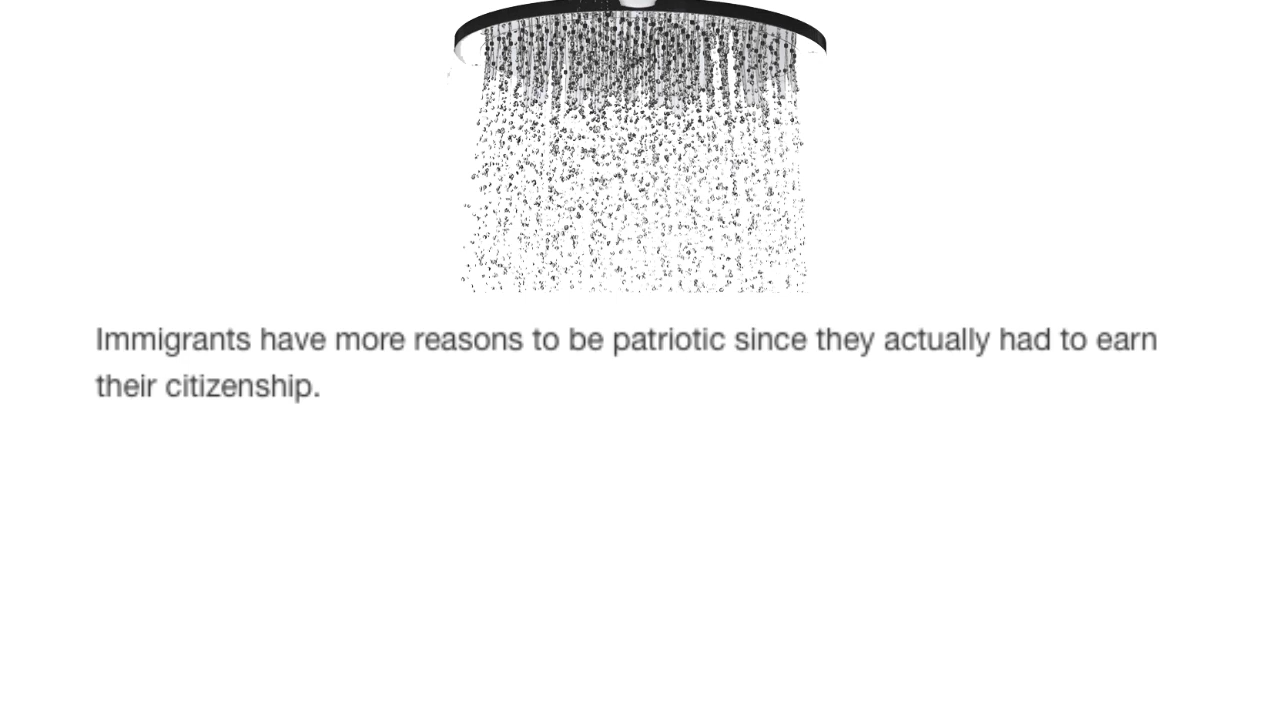 Immigrants have more reasons to be patriotic since they actually had to earn
their citizenship.